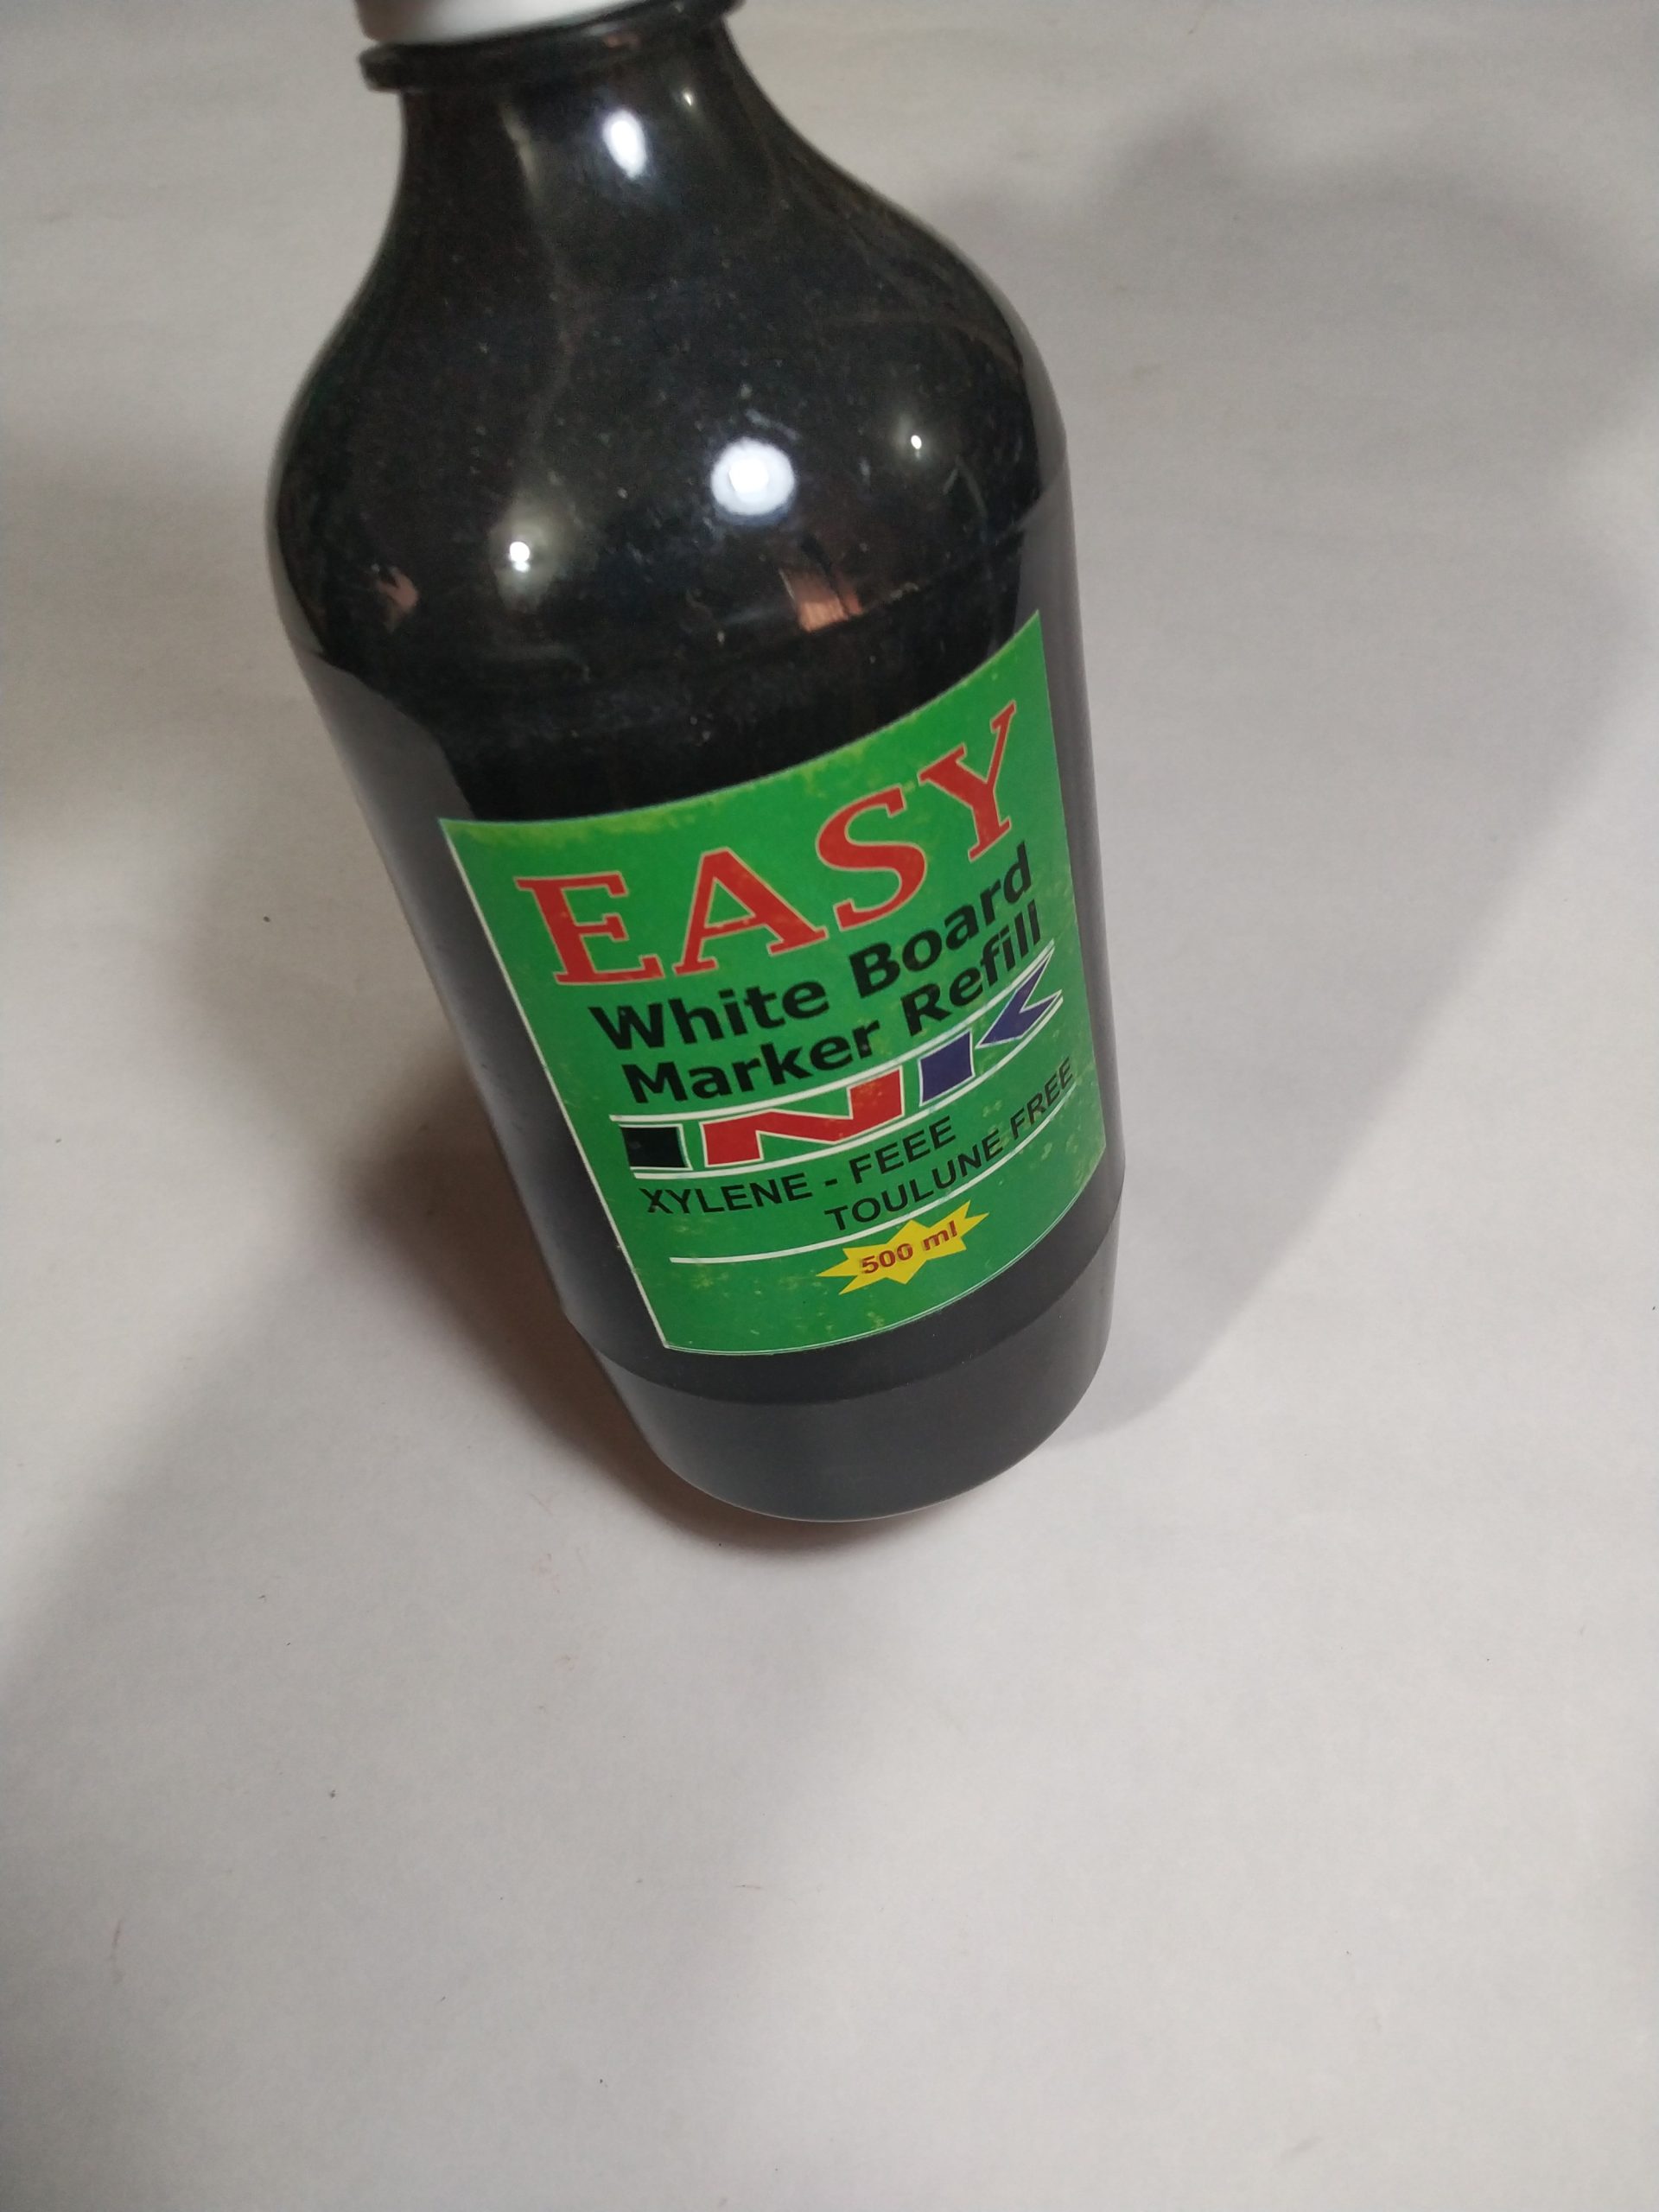 EASY
White Board
Marker Refill
INK
XYLENE - FEEE
TOULUNE FREE
500 ml